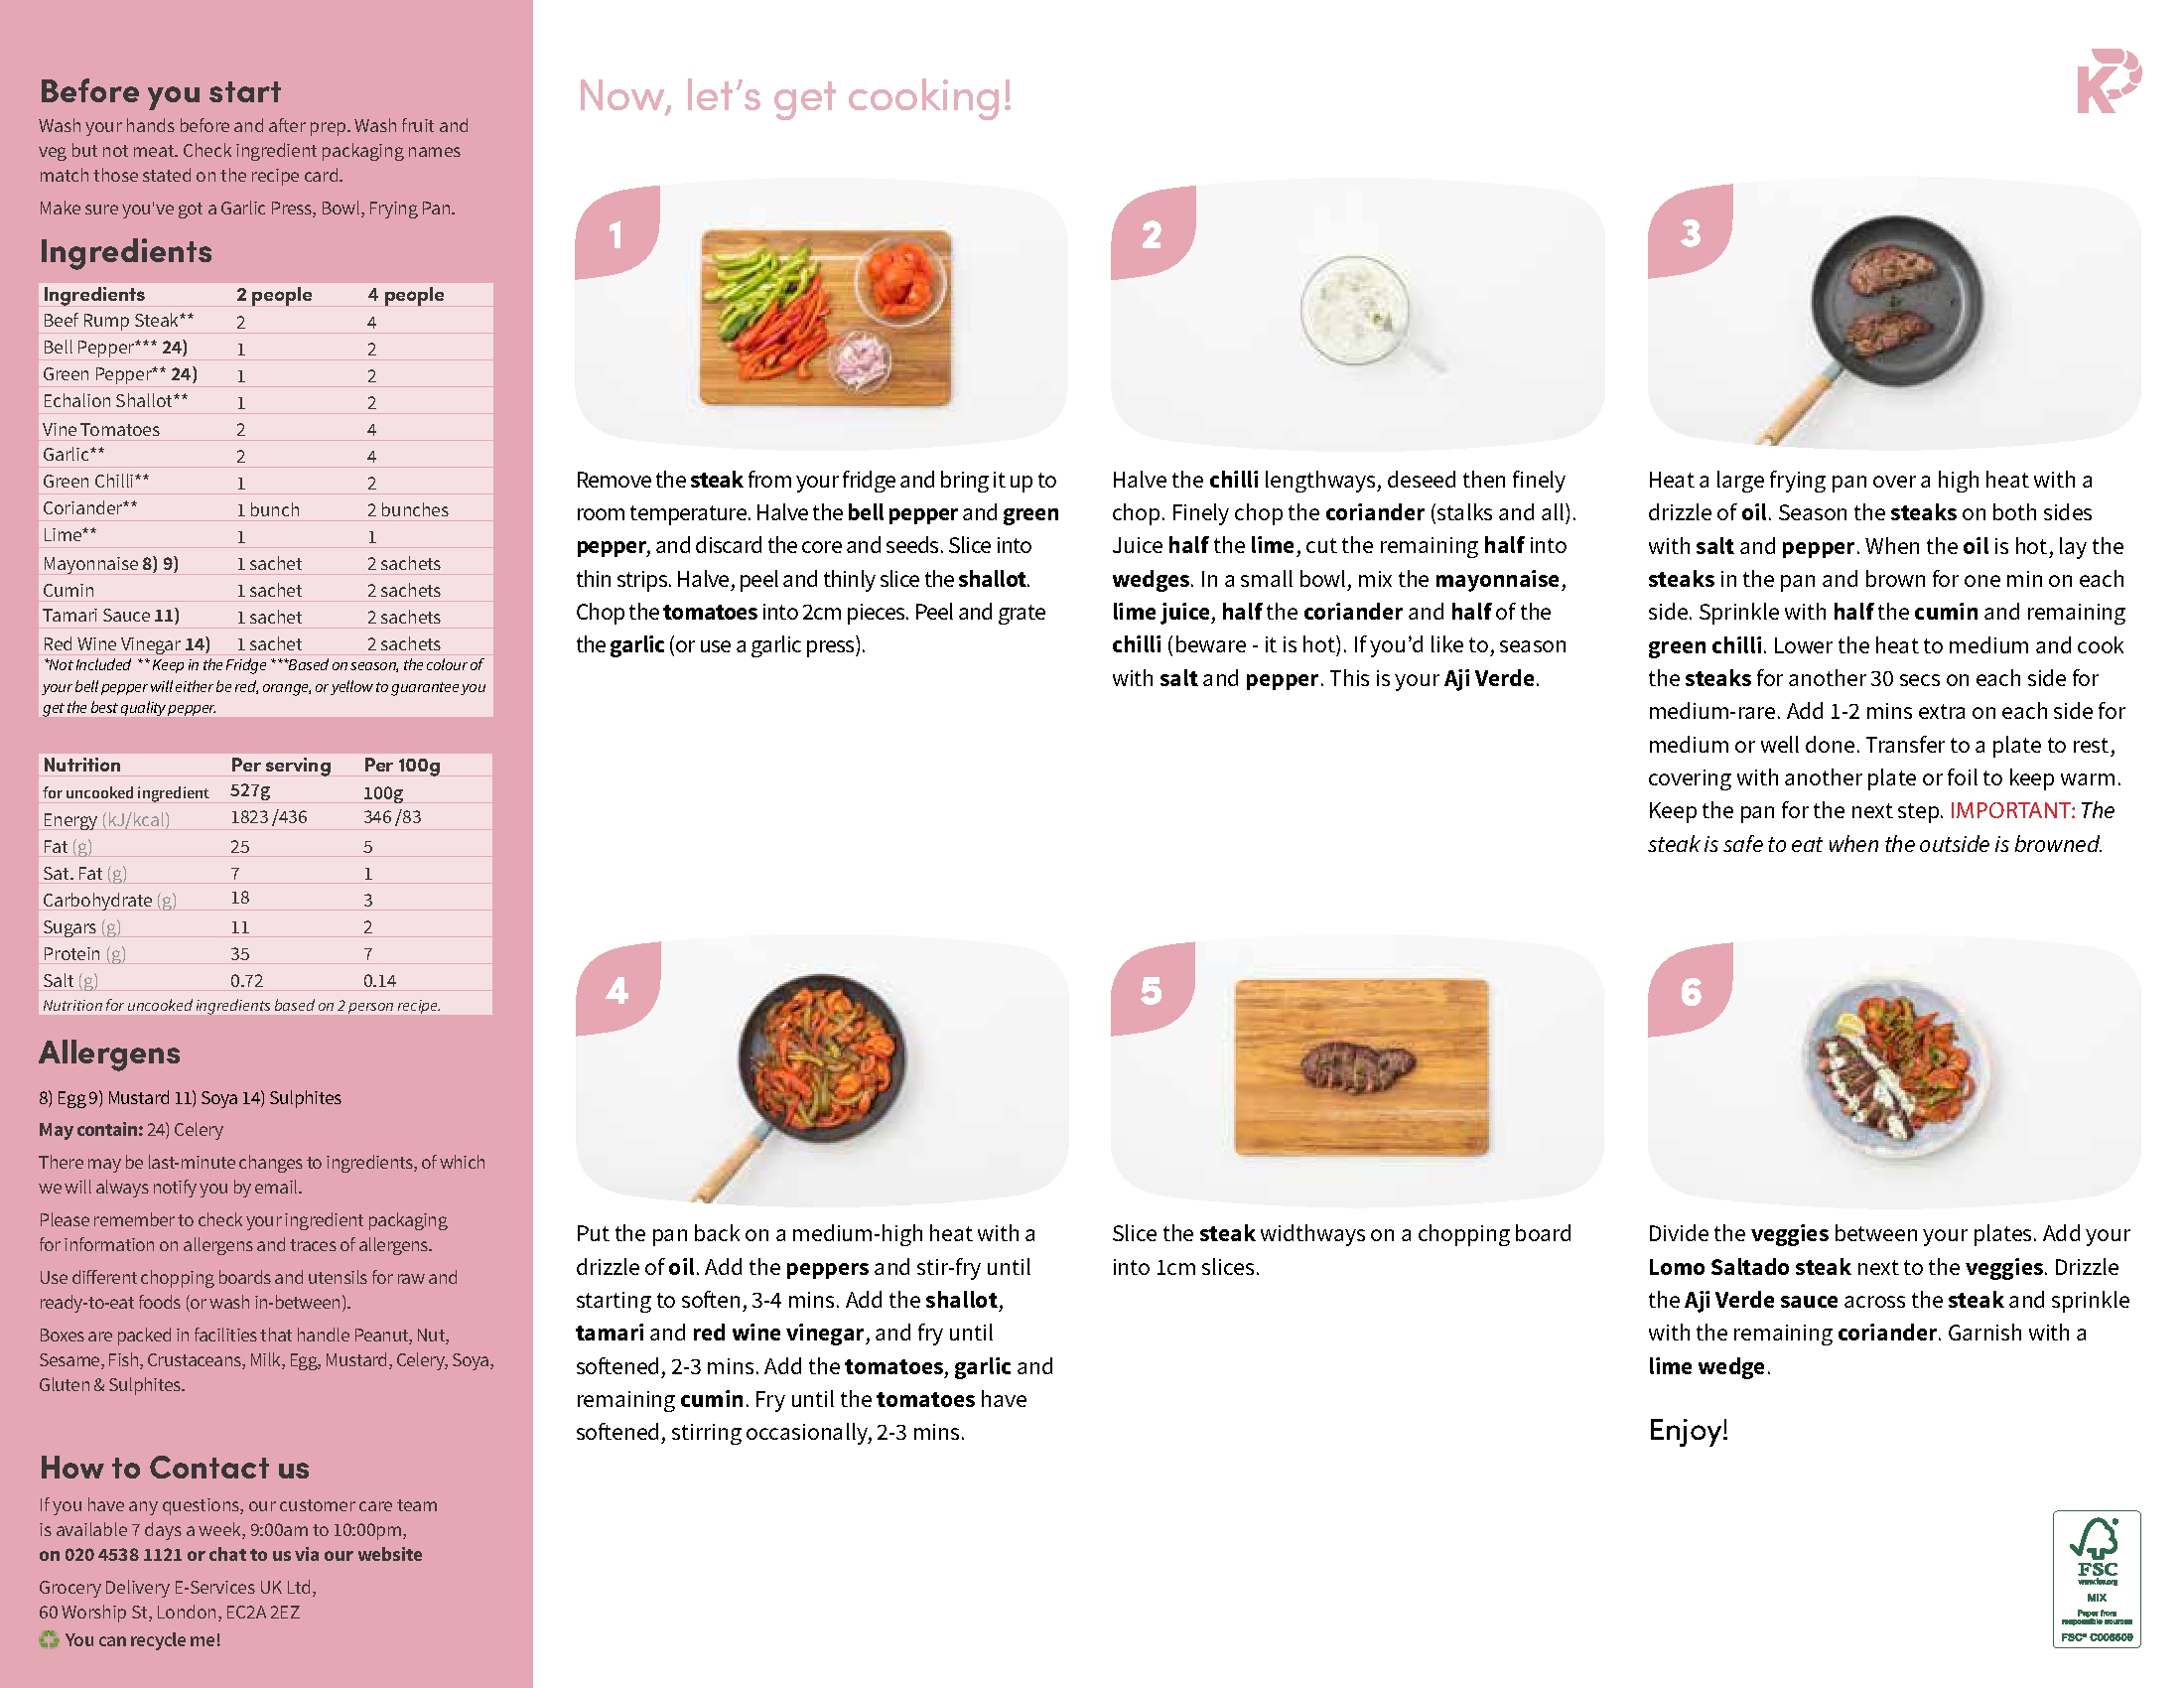 Before you start
Wash your hands before and after prep. Wash fruit and
veg but not meat. Check ingredient packaging names
match those stated on the recipe card.
Make sure you've got a Garlic Press, Bowl, Frying Pan.
Ingredients
Ingredients 2 people 4 people
Beef Rump Steak** 2 4
Bell Pepper*** 24) 1 2
Green Pepper** 24) 1 2
Echalion Shallot** 1 2
Vine Tomatoes 2 4
Garlic** 2 4
Green Chilli** 1 2
Coriander** 1 bunch 2 bunches
Lime** 1 1
Mayonnaise 8) 9) 1 sachet 2 sachets
Cumin 1 sachet 2 sachets
Tamari Sauce 11) 1 sachet 2 sachets
Red Wine Vinegar 14) 1 sachet 2 sachets
*Not Included **Keep in the Fridge ***Based on season, the colour of
your bell pepper will either be red, orange, or yellow to guarantee you
get the best quality pepper.
Nutrition Per serving Per 100g
for uncooked ingredient 527g 100g
Energy (kJ/kcal) 1823 /436 346 /83
Fat (g) 25 5
Sat. Fat (g) 7 1
Carbohydrate (g) 18 3
Sugars (g) 11 2
Protein (g) 35 7
Salt (g) 0.72 0.14
Nutrition for uncooked ingredients based on 2 person recipe.
Allergens
8) Egg 9) Mustard 11) Soya 14) Sulphites
May contain: 24) Celery
There may be last-minute changes to ingredients, of which
we will always notify you by email.
Please remember to check your ingredient packaging
for information on allergens and traces of allergens.
Use different chopping boards and utensils for raw and
ready-to-eat foods (or wash in-between).
Boxes are packed in facilities that handle Peanut, Nut,
Sesame, Fish, Crustaceans, Milk, Egg, Mustard, Celery, Soya,
Gluten & Sulphites.
How to Contact us
If you have any questions, our customer care team
is available 7 days a week, 9:00am to 10:00pm,
on 020 4538 1121 or chat to us via our website
Grocery Delivery E-Services UK Ltd,
60 Worship St, London, EC2A 2EZ
You can recycle me!
Now, let's get cooking!
K
1
Remove the steak from your fridge and bring it up to
room temperature. Halve the bell pepper and green
pepper, and discard the core and seeds. Slice into
thin strips. Halve, peel and thinly slice the shallot.
Chop the tomatoes into 2cm pieces. Peel and grate
the garlic (or use a garlic press).
2
Halve the chilli lengthways, deseed then finely
chop. Finely chop the coriander (stalks and all).
Juice half the lime, cut the remaining half into
wedges. In a small bowl, mix the mayonnaise,
lime juice, half the coriander and half of the
chilli (beware - it is hot). If you'd like to, season
with salt and pepper. This is your Aji Verde.
3
Heat a large frying pan over a high heat with a
drizzle of oil. Season the steaks on both sides
with salt and pepper. When the oil is hot, lay the
steaks in the pan and brown for one min on each
side. Sprinkle with half the cumin and remaining
green chilli. Lower the heat to medium and cook
the steaks for another 30 secs on each side for
medium-rare. Add 1-2 mins extra on each side for
medium or well done. Transfer to a plate to rest,
covering with another plate or foil to keep warm.
Keep the pan for the next step. IMPORTANT: The
steak is safe to eat when the outside is browned.
4
Put the pan back on a medium-high heat with a
drizzle of oil. Add the peppers and stir-fry until
starting to soften, 3-4 mins. Add the shallot,
tamari and red wine vinegar, and fry until
softened, 2-3 mins. Add the tomatoes, garlic and
remaining cumin. Fry until the tomatoes have
softened, stirring occasionally, 2-3 mins.
5
Slice the steak widthways on a chopping board
into 1cm slices.
6
Divide the veggies between your plates. Add your
Lomo Saltado steak next to the veggies. Drizzle
the Aji Verde sauce across the steak and sprinkle
with the remaining coriander. Garnish with a
lime wedge.
Enjoy!
FSC
www.fsc.org
MIX
Paper from
responsible sources
FSC® C006509